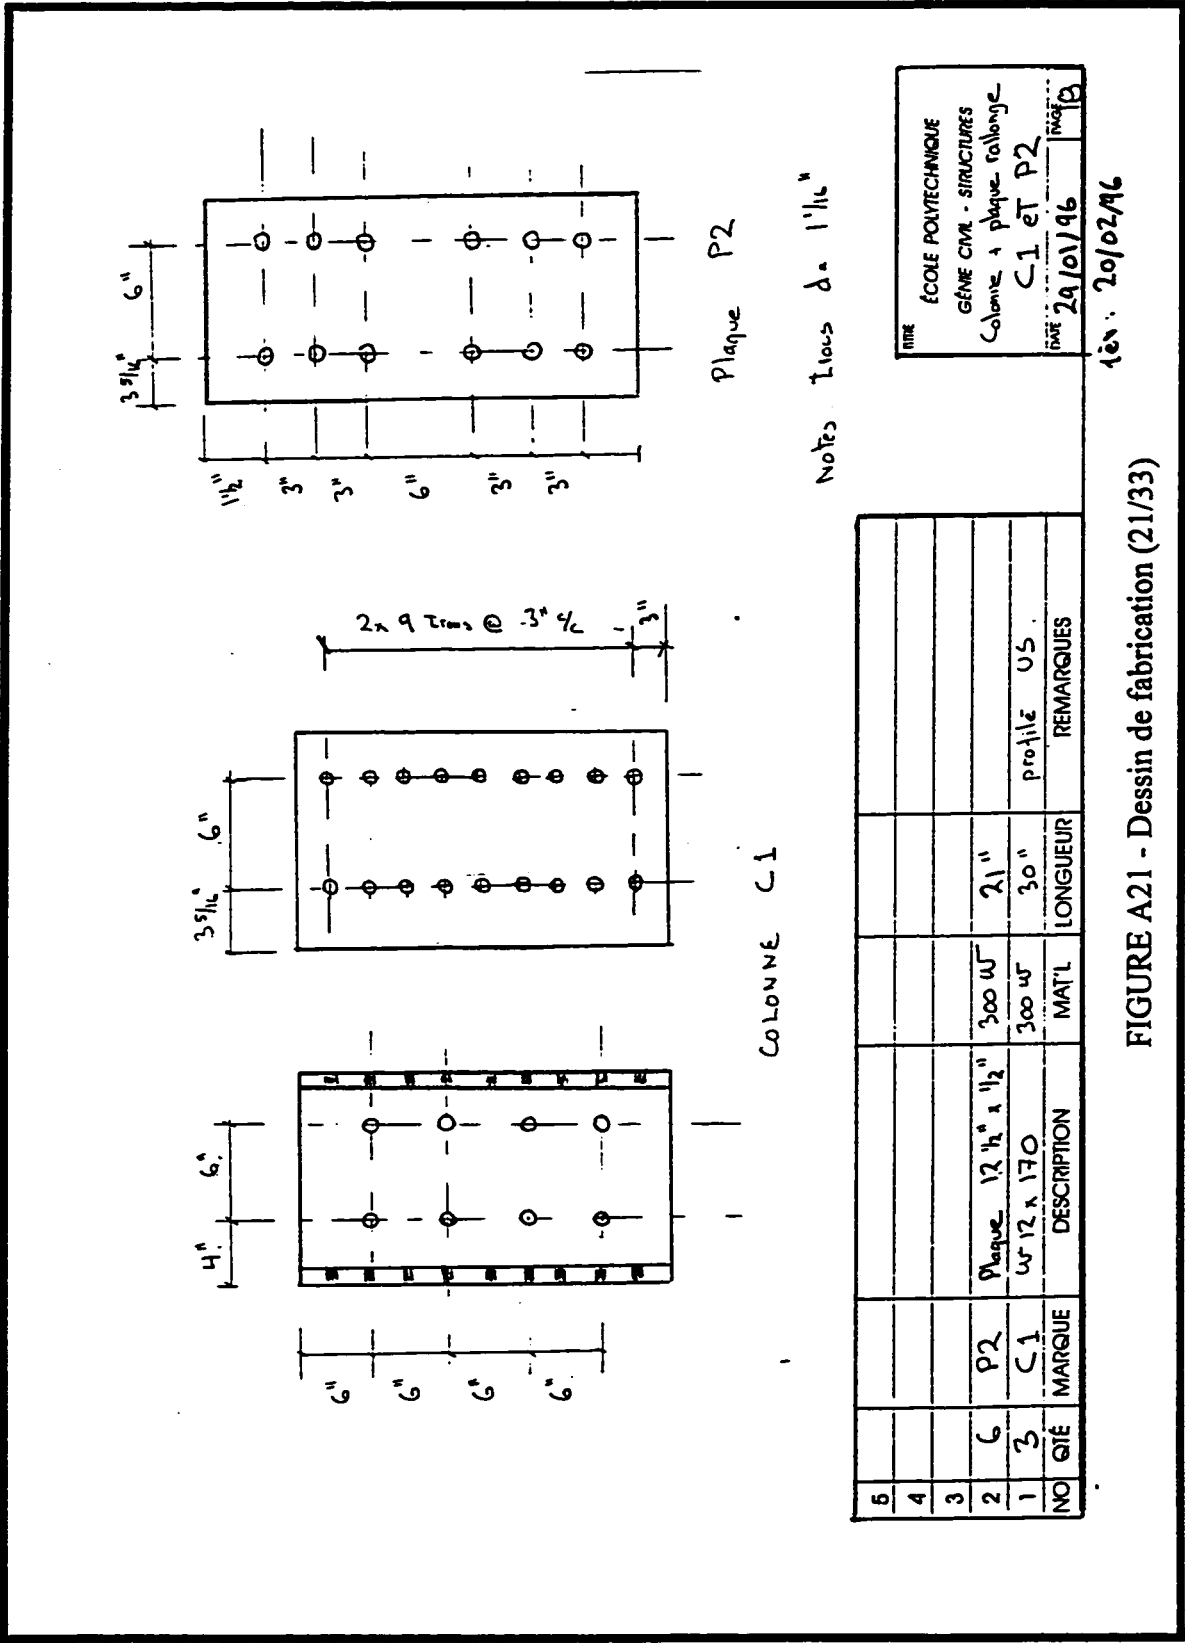 4" 6"
6" 6" 6" 6"
3 5/16" 6"
2x 9 trous @ 3" c/c 3"
COLONNE C1
3 5/16" 6"
1 1/2" 3" 3" 6" 3" 3"
Plaque P2
Notes trous de 1 1/16"
5
4
3
2 6 P2 Plaque 12 1/2" x 1/2" 300 W 21"
1 3 C1 W 12 x 170 300 W 30" profilé US.
NO QTÉ MARQUE DESCRIPTION MAT'L LONGUEUR REMARQUES
TITRE
ÉCOLE POLYTECHNIQUE
GÉNIE CIVIL - STRUCTURES
Colonne + plaque rallonge
C1 et P2
DATE 29/01/96 PAGE
20/02/96
FIGURE A21 - Dessin de fabrication (21/33)